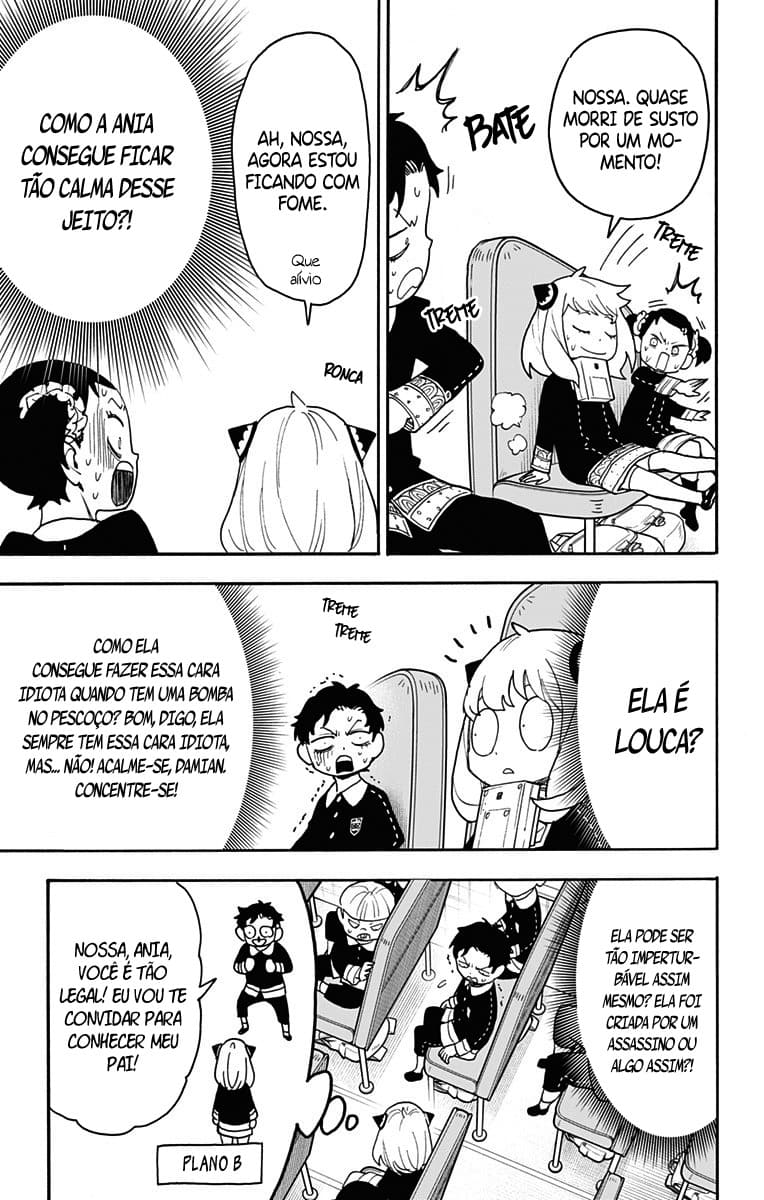 NOSSA. QUASE
MORRI DE SUSTO
POR UM MO-
MENTO!
BATE
TREME
TREME
AH, NOSSA,
AGORA ESTOU
FICANDO COM
FOME.
Que
alívio
RONCA
COMO A ANIA
CONSEGUE FICAR
TÃO CALMA DESSE
JEITO?!
ELA É
LOUCA?
TREME
TREME
COMO ELA
CONSEGUE FAZER ESSA CARA
IDIOTA QUANDO TEM UMA BOMBA
NO PESCOÇO? BOM, DIGO, ELA
SEMPRE TEM ESSA CARA IDIOTA,
MAS... NÃO! ACALME-SE, DAMIAN.
CONCENTRE-SE!
ELA PODE SER
TÃO IMPERTUR-
BÁVEL ASSIM
MESMO? ELA FOI
CRIADA POR UM
ASSASSINO OU
ALGO ASSIM?!
NOSSA, ANIA,
VOCÊ É TÃO
LEGAL! EU VOU TE
CONVIDAR PARA
CONHECER MEU
PAI!
PLANO B